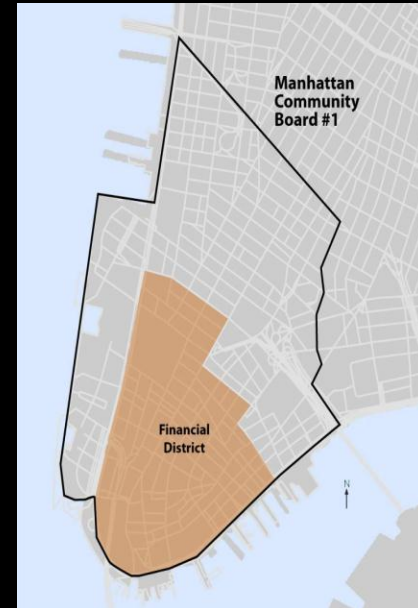 Manhattan
Community
Board #1
Financial
District
N